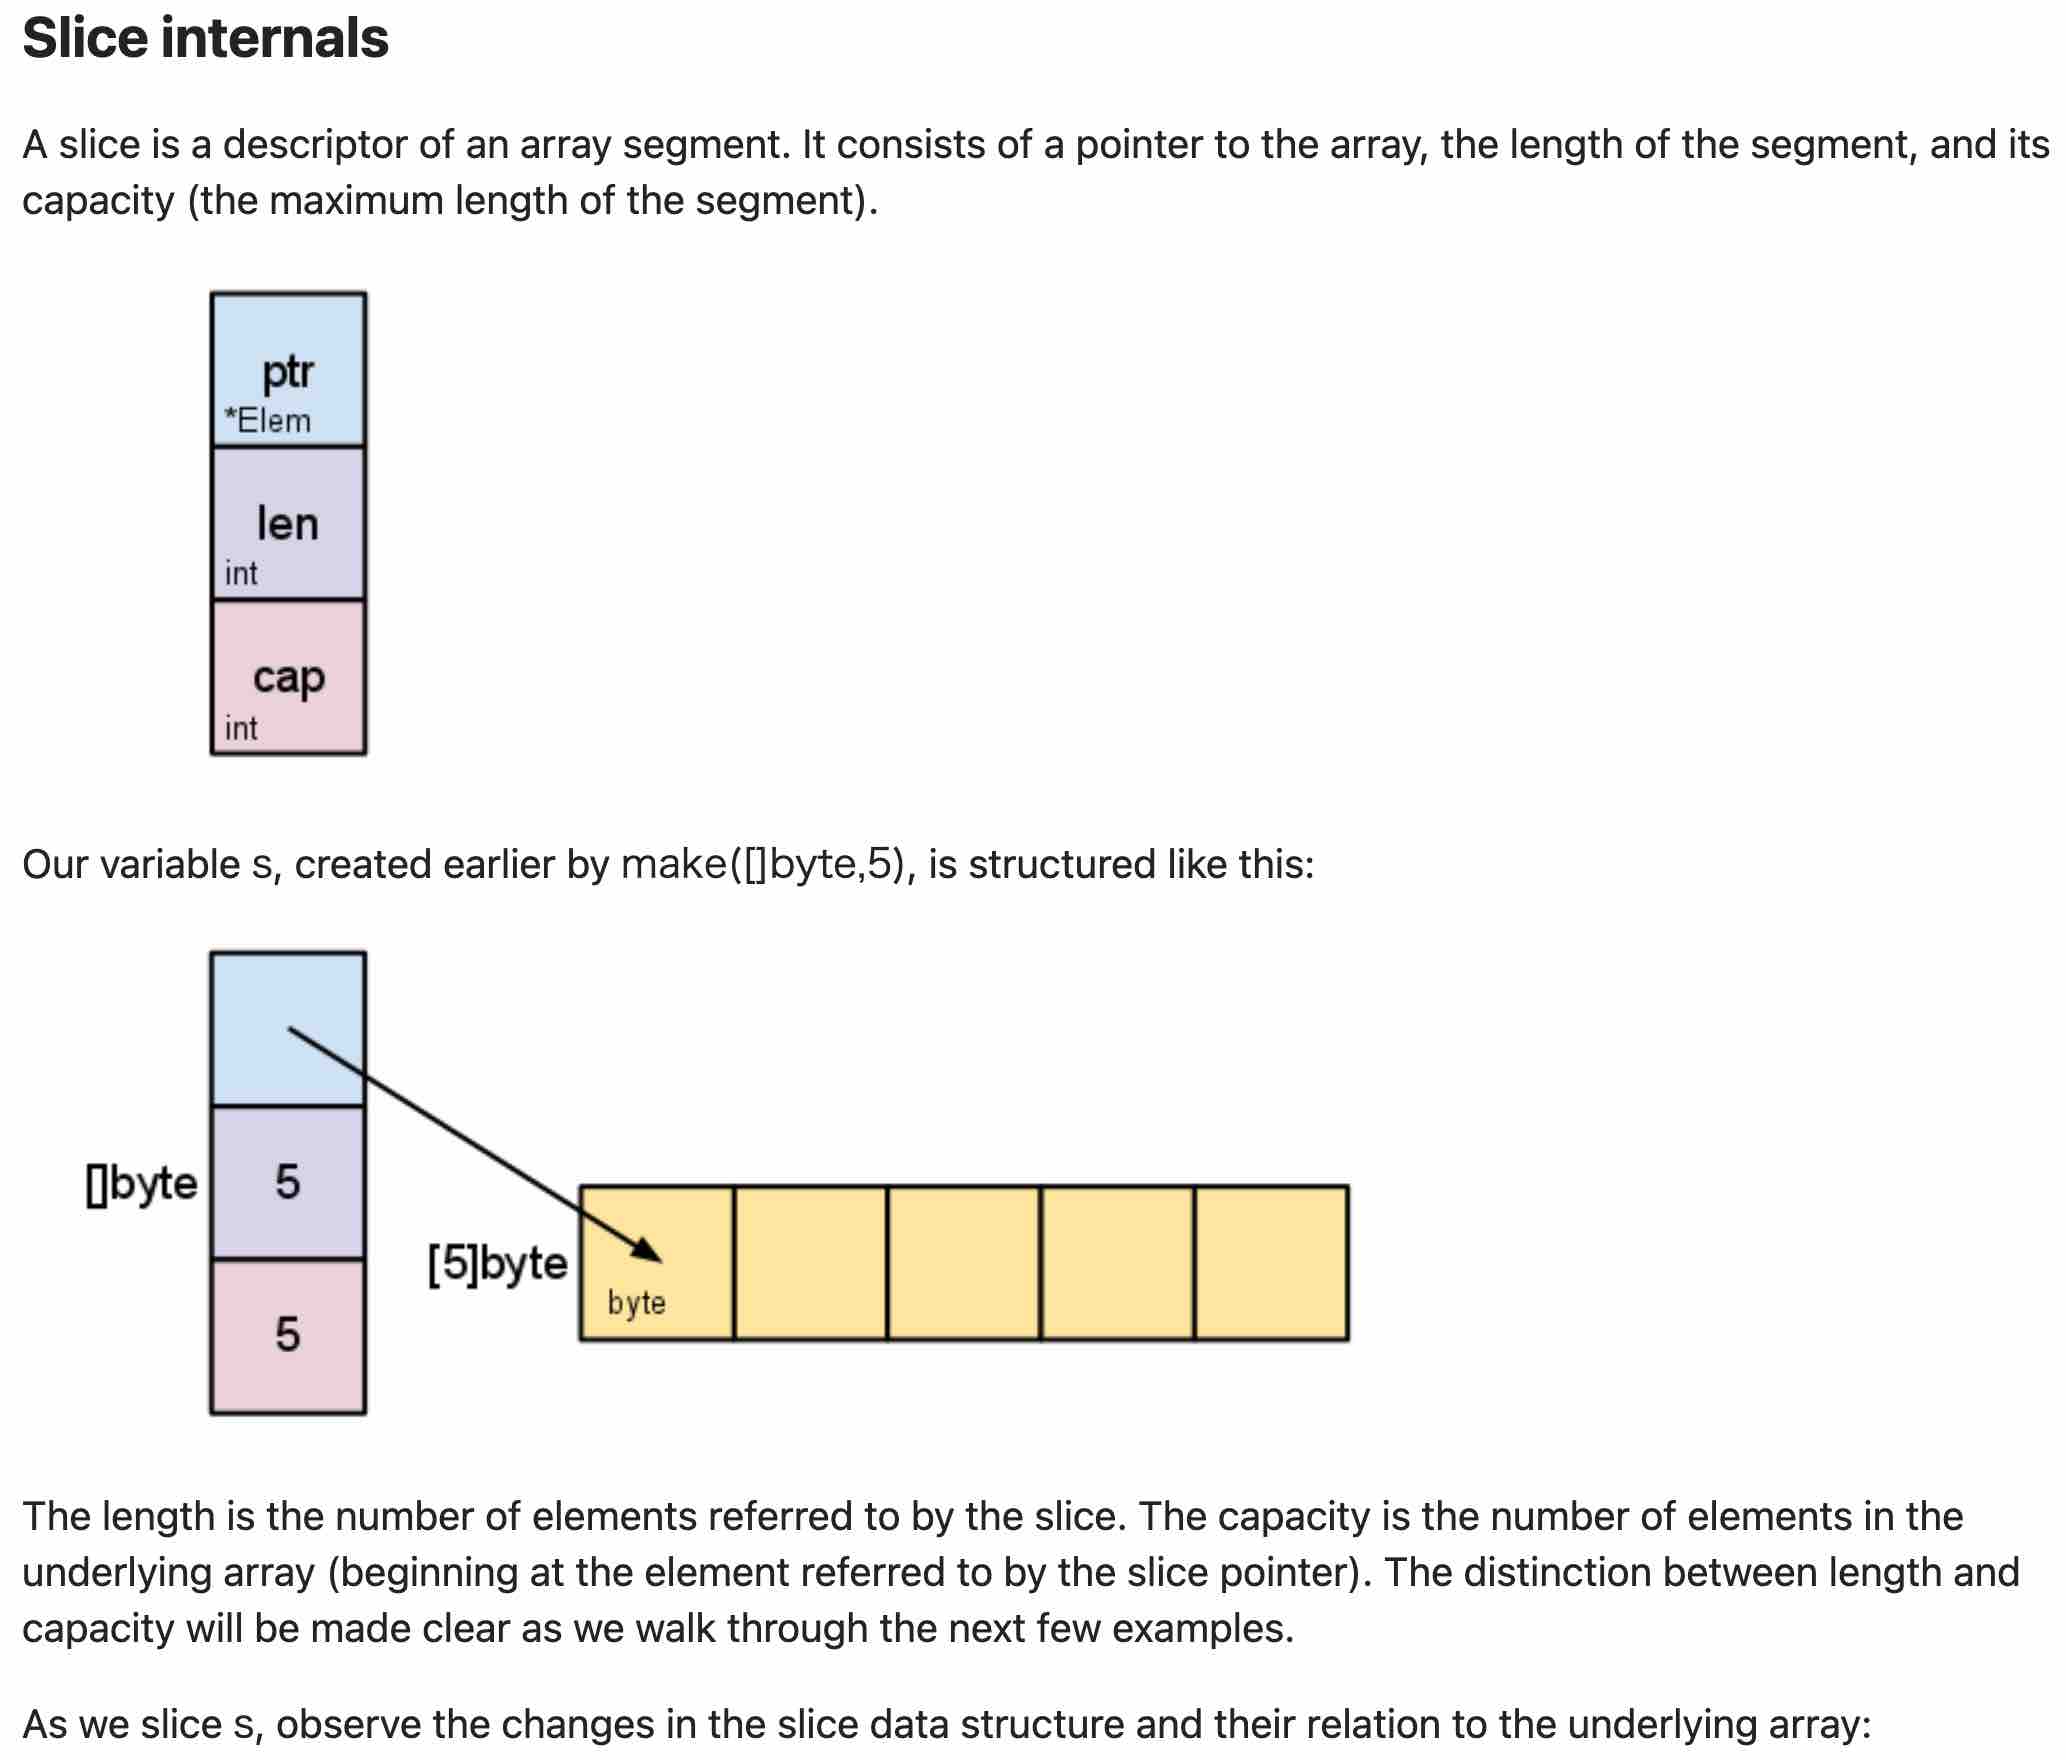 Slice internals
A slice is a descriptor of an array segment. It consists of a pointer to the array, the length of the segment, and its
capacity (the maximum length of the segment).
ptr
*Elem
len
int
cap
int
Our variable s, created earlier by make([]byte,5), is structured like this:
[]byte
5
5
[5]byte
byte
The length is the number of elements referred to by the slice. The capacity is the number of elements in the
underlying array (beginning at the element referred to by the slice pointer). The distinction between length and
capacity will be made clear as we walk through the next few examples.
As we slice s, observe the changes in the slice data structure and their relation to the underlying array: